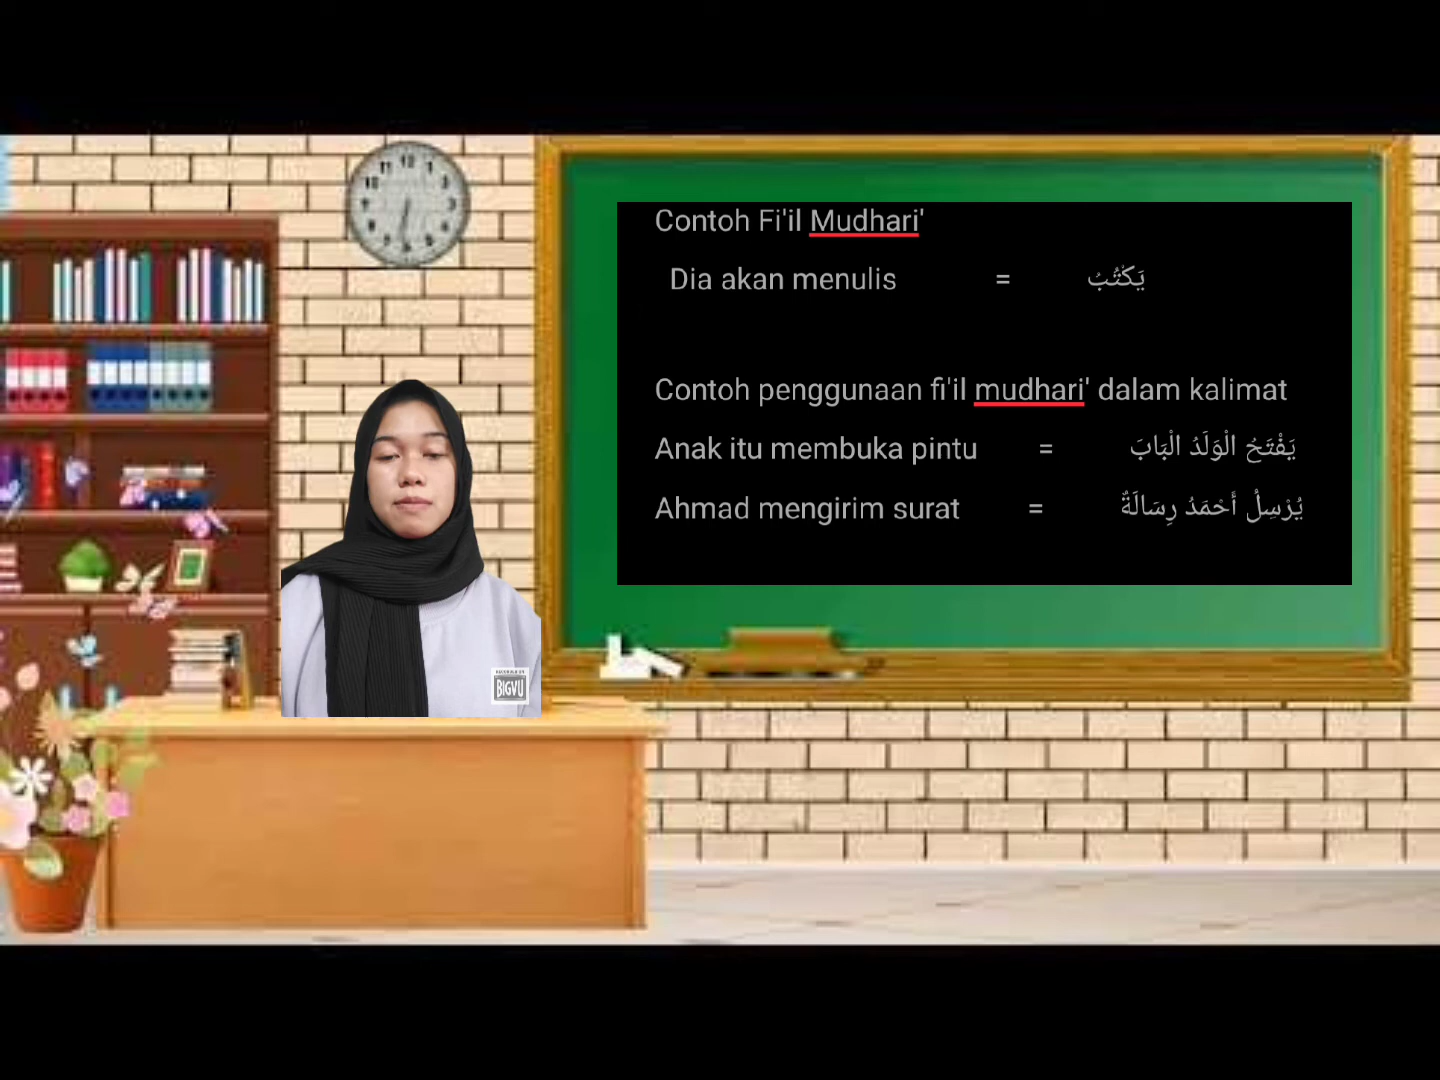 Contoh Fi'il Mudhari'
Dia akan menulis = يَكْتُبُ
Contoh penggunaan fi'il mudhari' dalam kalimat
Anak itu membuka pintu = يَفْتَحُ الْوَلَدُ الْبَابَ
Ahmad mengirim surat = يُرْسِلُ أَحْمَدُ رِسَالَةٌ
BIGVU